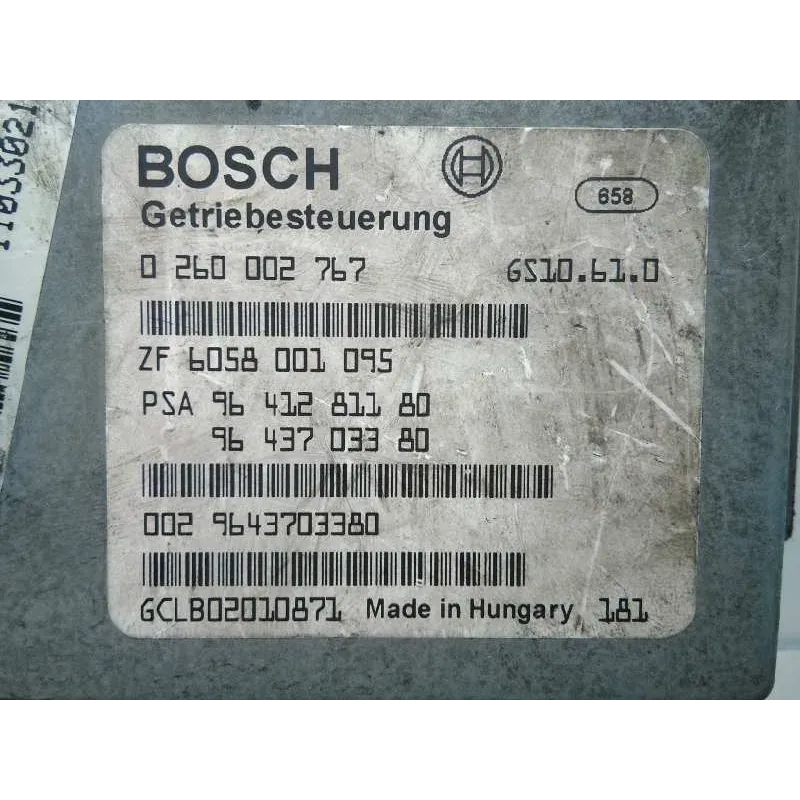 BOSCH
658
Getriebesteuerung
0 260 002 767 GS10.61.0
ZF 6058 001 095
PSA 96 412 811 80
96 437 033 80
002 9643703380
GCLB02010871 Made in Hungary 181
11033021